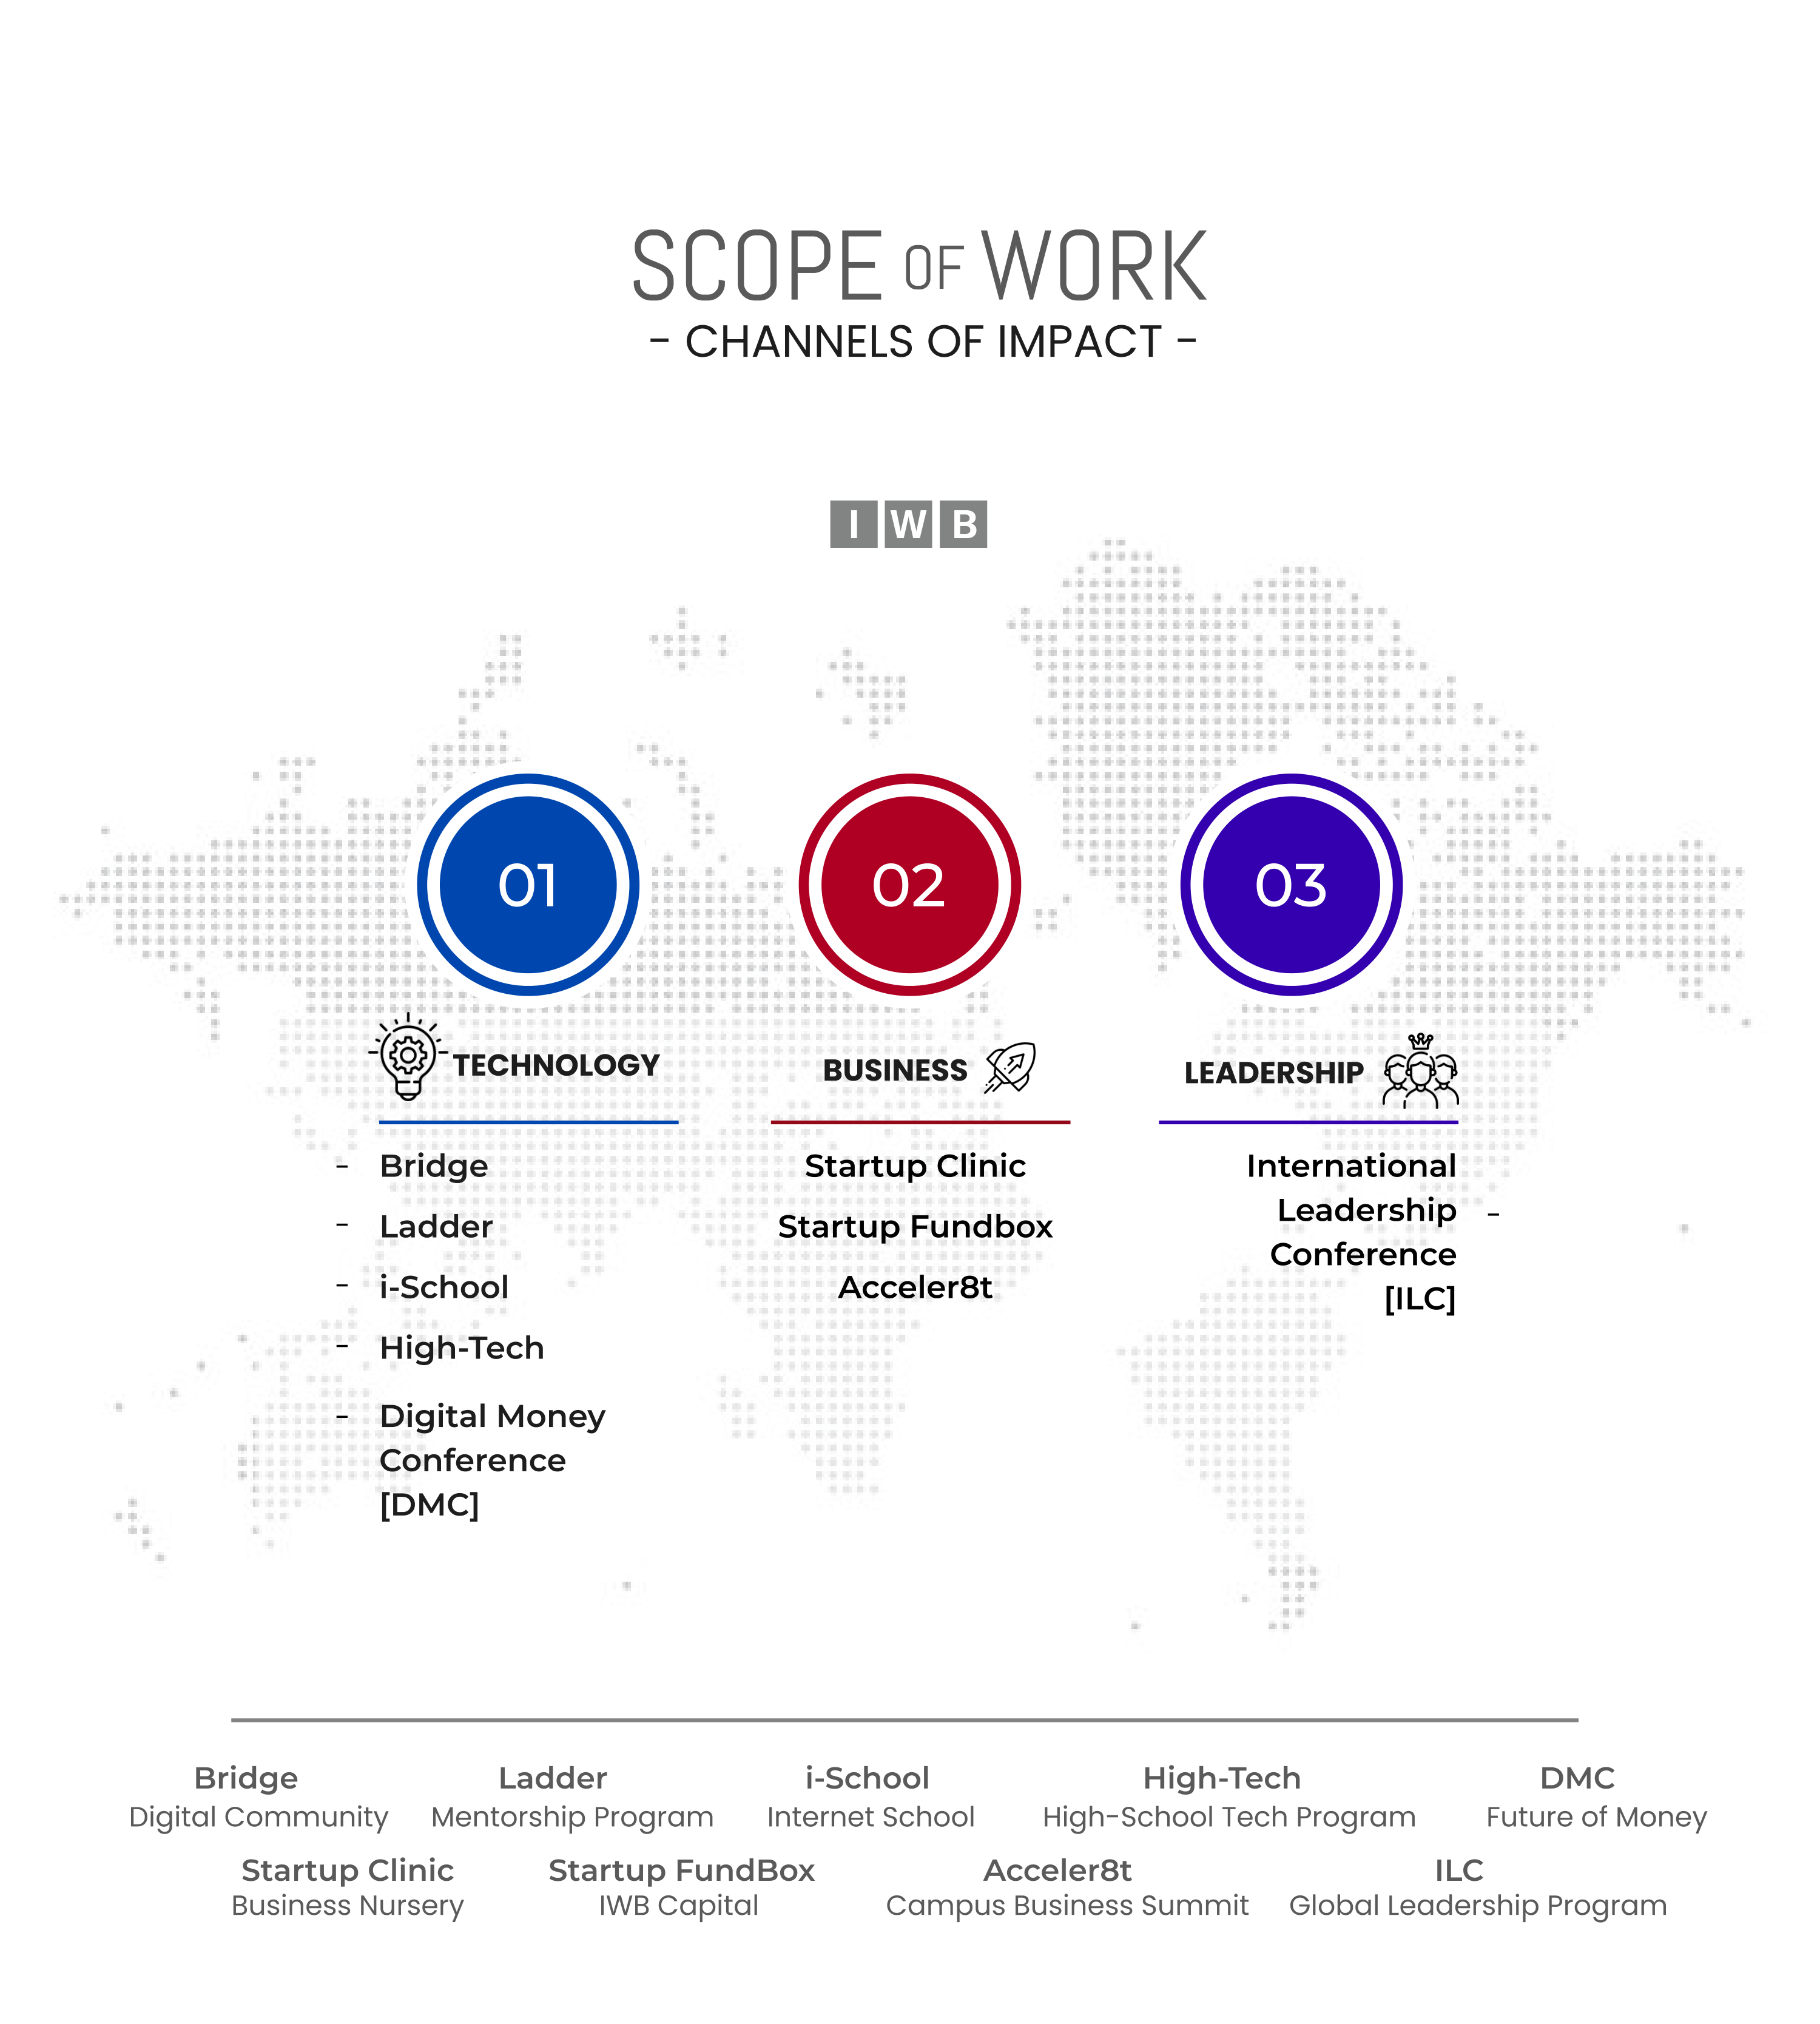 SCOPE OF WORK
- CHANNELS OF IMPACT -
I W B
01
02
03
TECHNOLOGY
- Bridge
- Ladder
- i-School
- High-Tech
- Digital Money
Conference
[DMC]
BUSINESS
Startup Clinic
Startup Fundbox
Acceler8t
LEADERSHIP
International
Leadership -
Conference
[ILC]
Bridge
Digital Community
Ladder
Mentorship Program
i-School
Internet School
High-Tech
High-School Tech Program
DMC
Future of Money
Startup Clinic
Business Nursery
Startup FundBox
IWB Capital
Acceler8t
Campus Business Summit
ILC
Global Leadership Program